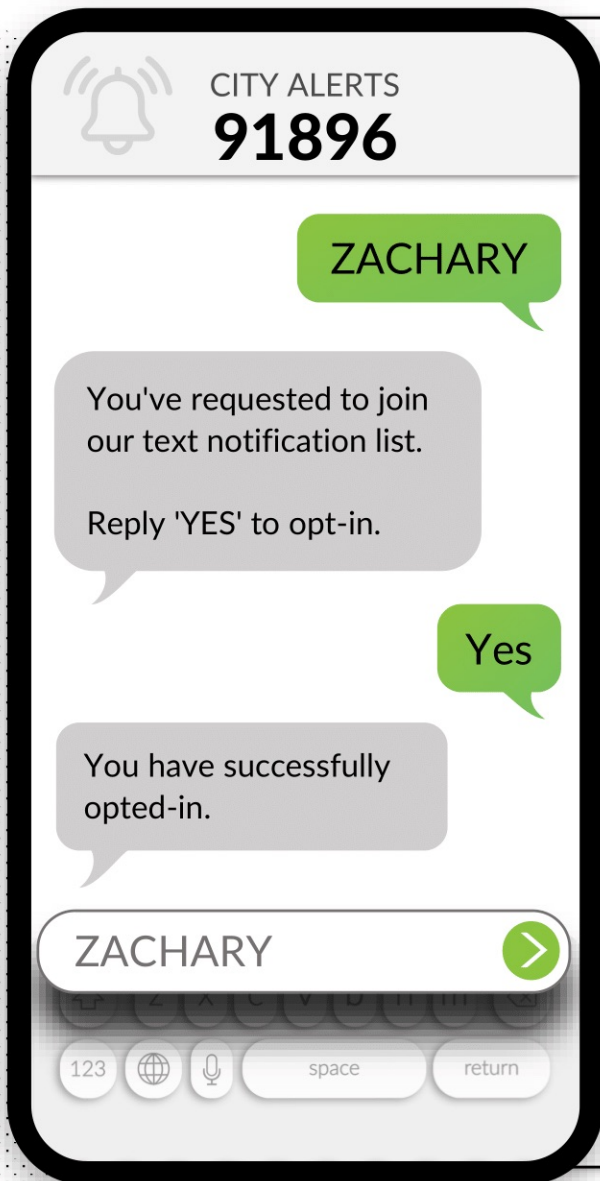 CITY ALERTS
91896
ZACHARY
You've requested to join
our text notification list.
Reply 'YES' to opt-in.
Yes
You have successfully
opted-in.
ZACHARY
z x c v b n m
123 space return